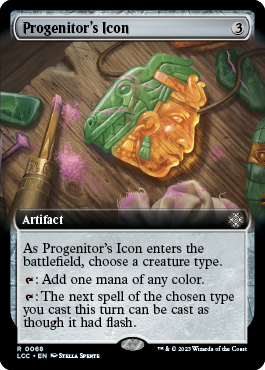 Progenitor's Icon 3
Artifact
As Progenitor's Icon enters the
battlefield, choose a creature type.
: Add one mana of any color.
: The next spell of the chosen type
you cast this turn can be cast as
though it had flash.
R 0068
LCC • EN Stella Spente
™ & © 2023 Wizards of the Coast